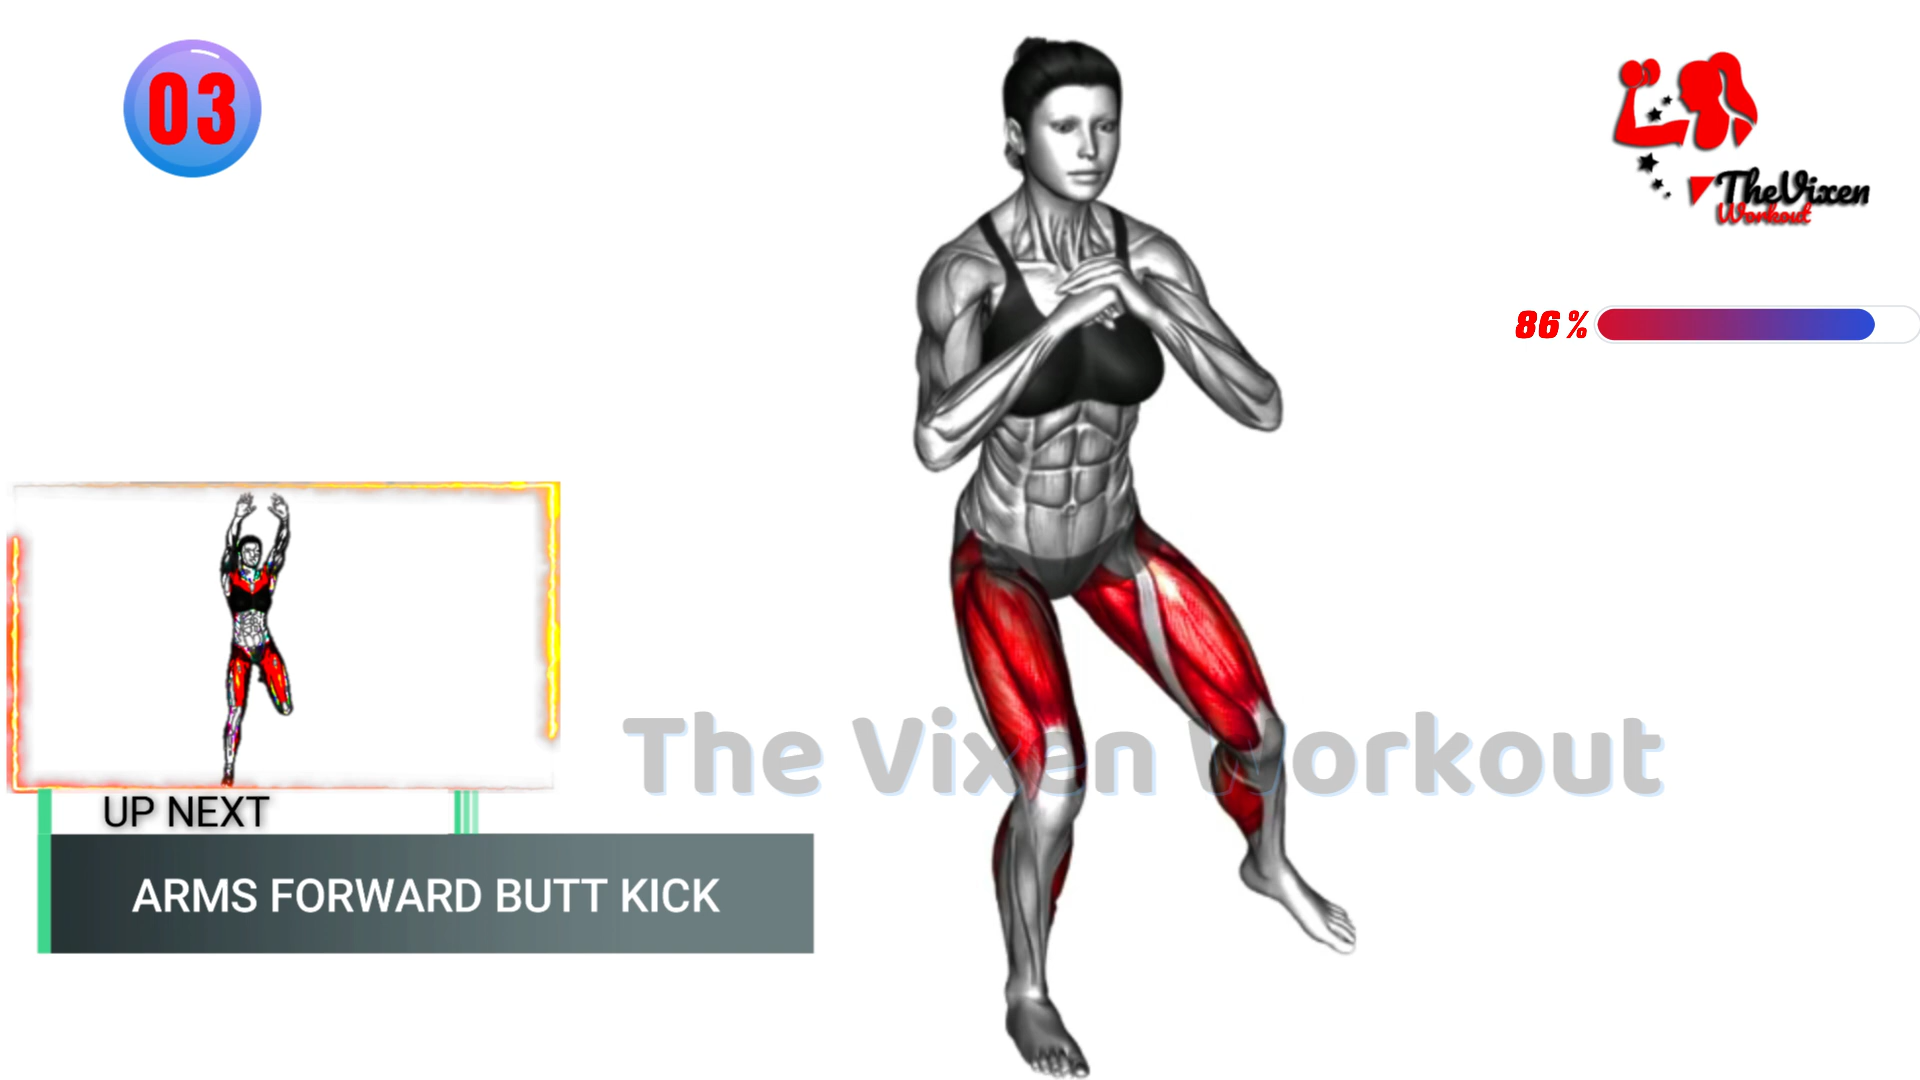 03
TheVixen
Workout
86%
The Vixen Workout
UP NEXT
ARMS FORWARD BUTT KICK